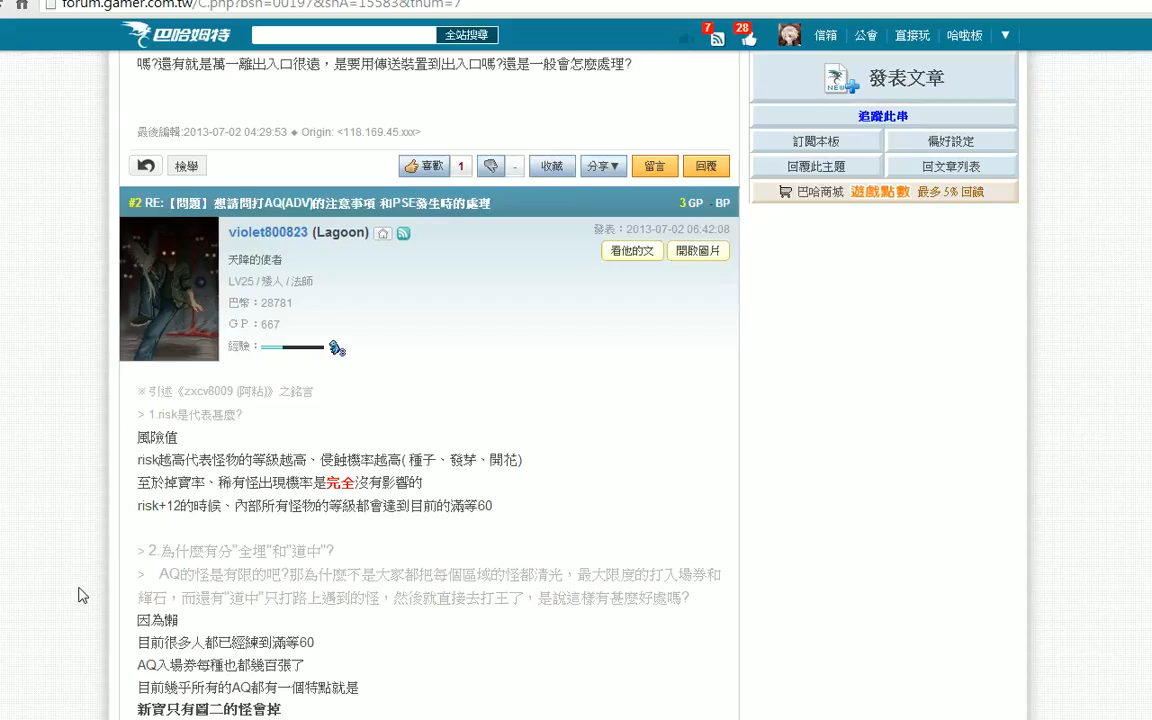 forum.gamer.com.tw/C.php?bsn=00197&snA=15583&tnum=7
巴哈姆特
全站搜尋
7
28
信箱
公會
直接玩
哈啦板
▼
嗎?還有就是萬一離出入口很遠，是要用傳送裝置到出入口嗎?還是一般會怎麼處理?
最後編輯:2013-07-02 04:29:53 ◆ Origin: <118.169.45.xxx>
檢舉
喜歡
1
-
收藏
分享▼
留言
回覆
NEW
發表文章
追蹤此串
訂閱本板
偏好設定
回覆此主題
回文章列表
巴哈商城 遊戲點數 最多 5% 回饋
#2 RE:【問題】想請問打AQ(ADV)的注意事項 和PSE發生時的處理
3 GP - BP
violet800823 (Lagoon)
發表：2013-07-02 06:42:08
看他的文
開啟圖片
天降的使者
LV25 / 矮人 / 法師
巴幣：28781
ＧＰ：667
經驗：
※ 引述《zxcv8009 (阿粘)》之銘言
> 1.risk是代表甚麼?
風險值
risk越高代表怪物的等級越高、侵蝕機率越高( 種子、發芽、開花)
至於掉寶率、稀有怪出現機率是完全沒有影響的
risk+12的時候、內部所有怪物的等級都會達到目前的滿等60
> 2.為什麼有分"全埋"和"道中"?
> AQ的怪是有限的吧?那為什麼不是大家都把每個區域的怪都清光，最大限度的打入場券和
輝石，而還有"道中"只打路上遇到的怪，然後就直接去打王了，是說這樣有甚麼好處嗎?
因為懶
目前很多人都已經練到滿等60
AQ入場券每種也都幾百張了
目前幾乎所有的AQ都有一個特點就是
新寶只有圖二的怪會掉